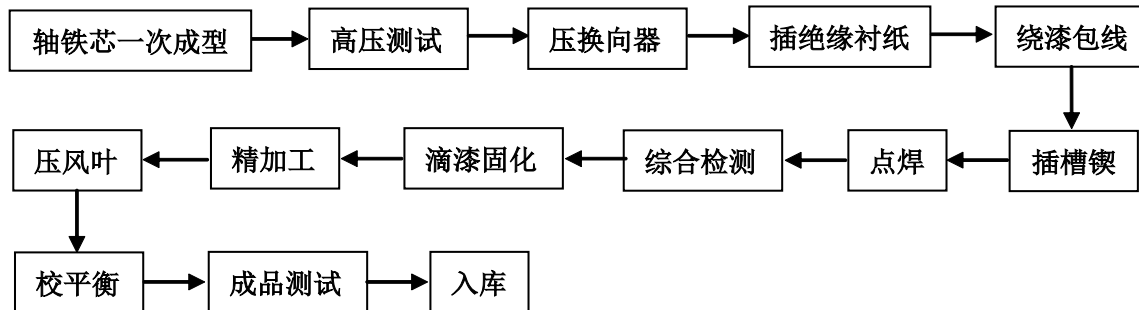 轴铁芯一次成型
高压测试
压换向器
插绝缘衬纸
绕漆包线
插槽锲
点焊
综合检测
滴漆固化
精加工
压风叶
校平衡
成品测试
入库